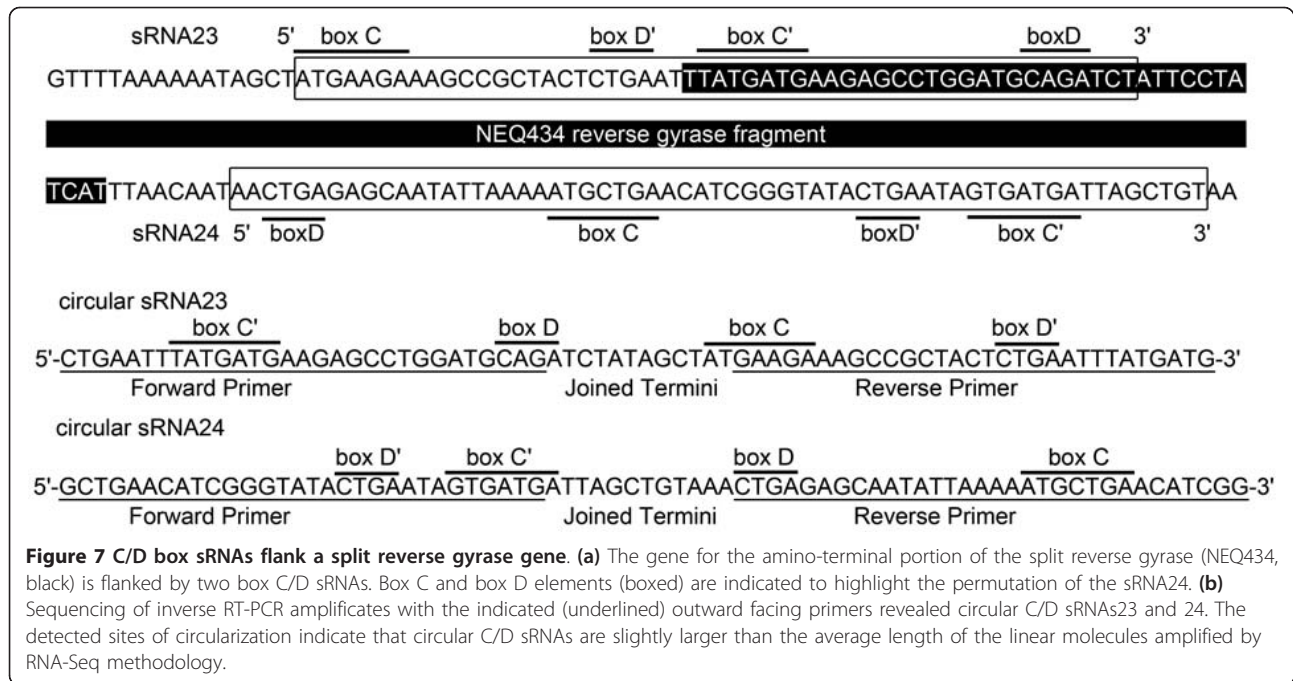 sRNA23 5' box C box D' box C' boxD 3'
GTTTTAAAAAATAGCTATGAAGAAAGCCGCTACTCTGAATTTATGATGAAGAGCCTGGATGCAGATCTATTCCTA
NEQ434 reverse gyrase fragment
TCATTTAACAATAACTGAGAGCAATATTAAAAATGCTGAACATCGGGTATACTGAATAGTGATGATTAGCTGTAA
sRNA24 5' boxD box C boxD' box C' 3'
circular sRNA23
box C' box D box C box D'
5'-CTGAATTTATGATGAAGAGCCTGGATGCAGATCTATAGCTATGAAGAAAGCCGCTACTCTGAATTTATGATG-3'
Forward Primer Joined Termini Reverse Primer
circular sRNA24
box D' box C' box D box C
5'-GCTGAACATCGGGTATACTGAATAGTGATGATTAGCTGTAAACTGAGAGCAATATTAAAAATGCTGAACATCGG-3'
Forward Primer Joined Termini Reverse Primer
Figure 7 C/D box sRNAs flank a split reverse gyrase gene. (a) The gene for the amino-terminal portion of the split reverse gyrase (NEQ434,
black) is flanked by two box C/D sRNAs. Box C and box D elements (boxed) are indicated to highlight the permutation of the sRNA24. (b)
Sequencing of inverse RT-PCR amplificates with the indicated (underlined) outward facing primers revealed circular C/D sRNAs23 and 24. The
detected sites of circularization indicate that circular C/D sRNAs are slightly larger than the average length of the linear molecules amplified by
RNA-Seq methodology.